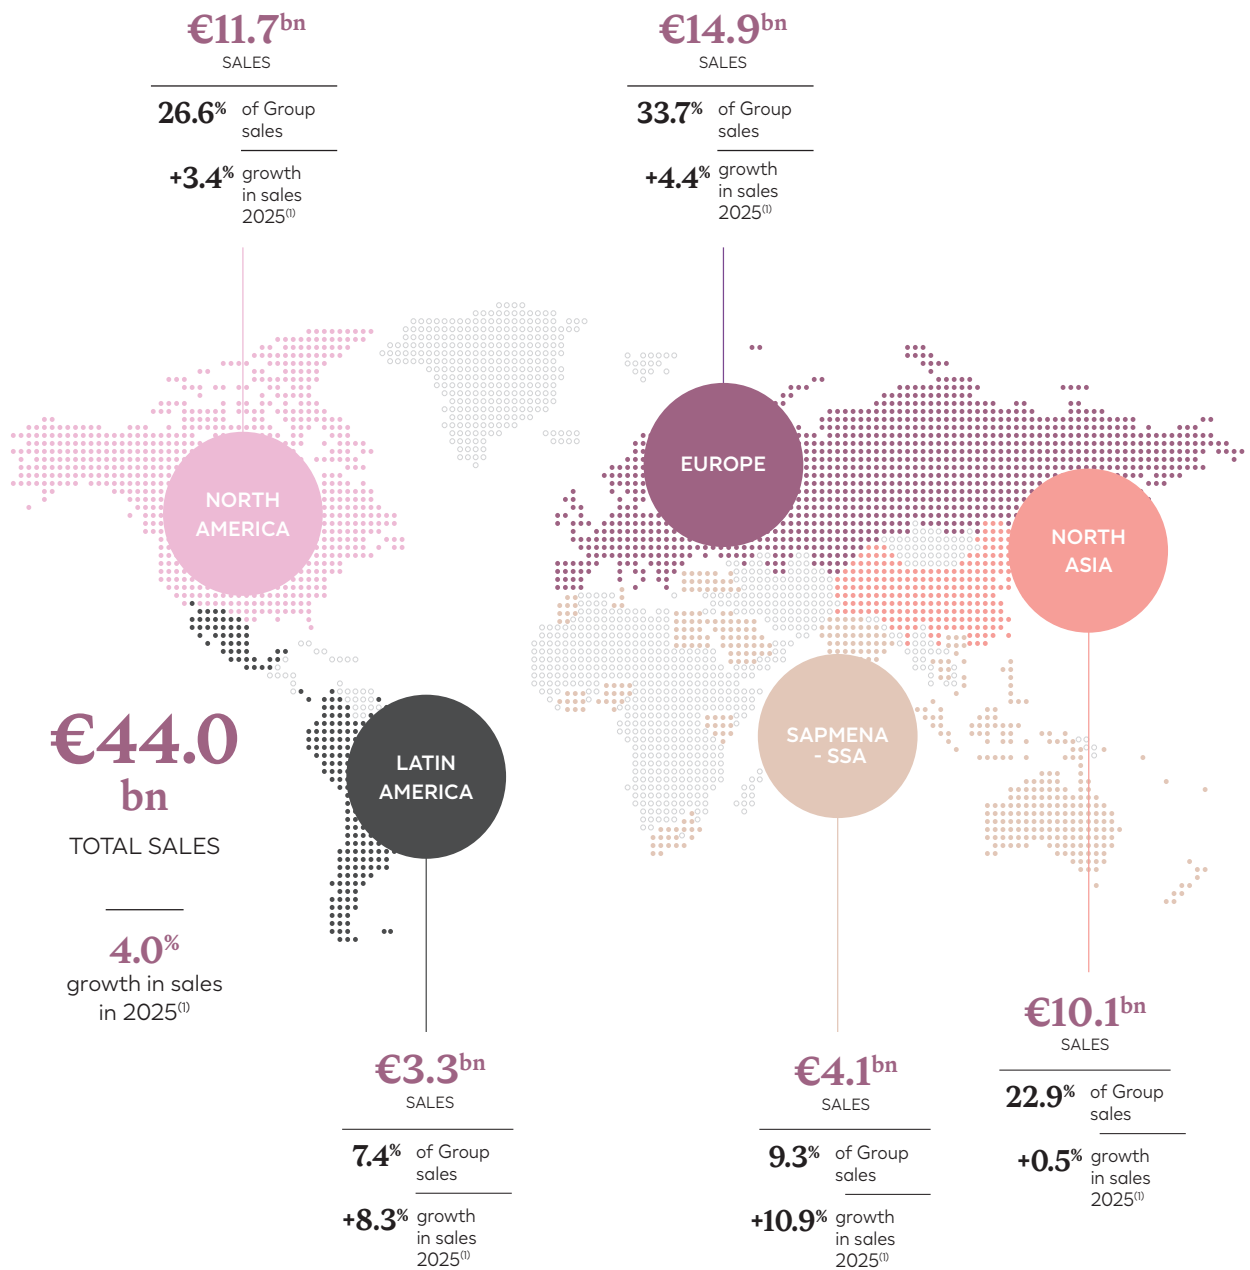 €11.7bn
SALES
26.6% of Group
sales
+3.4% growth
in sales
2025(1)
€14.9bn
SALES
33.7% of Group
sales
+4.4% growth
in sales
2025(1)
EUROPE
NORTH
AMERICA
NORTH
ASIA
SAPMENA
- SSA
LATIN
AMERICA
€44.0
bn
TOTAL SALES
4.0%
growth in sales
in 2025(1)
€3.3bn
SALES
7.4% of Group
sales
+8.3% growth
in sales
2025(1)
€4.1bn
SALES
9.3% of Group
sales
+10.9% growth
in sales
2025(1)
€10.1bn
SALES
22.9% of Group
sales
+0.5% growth
in sales
2025(1)